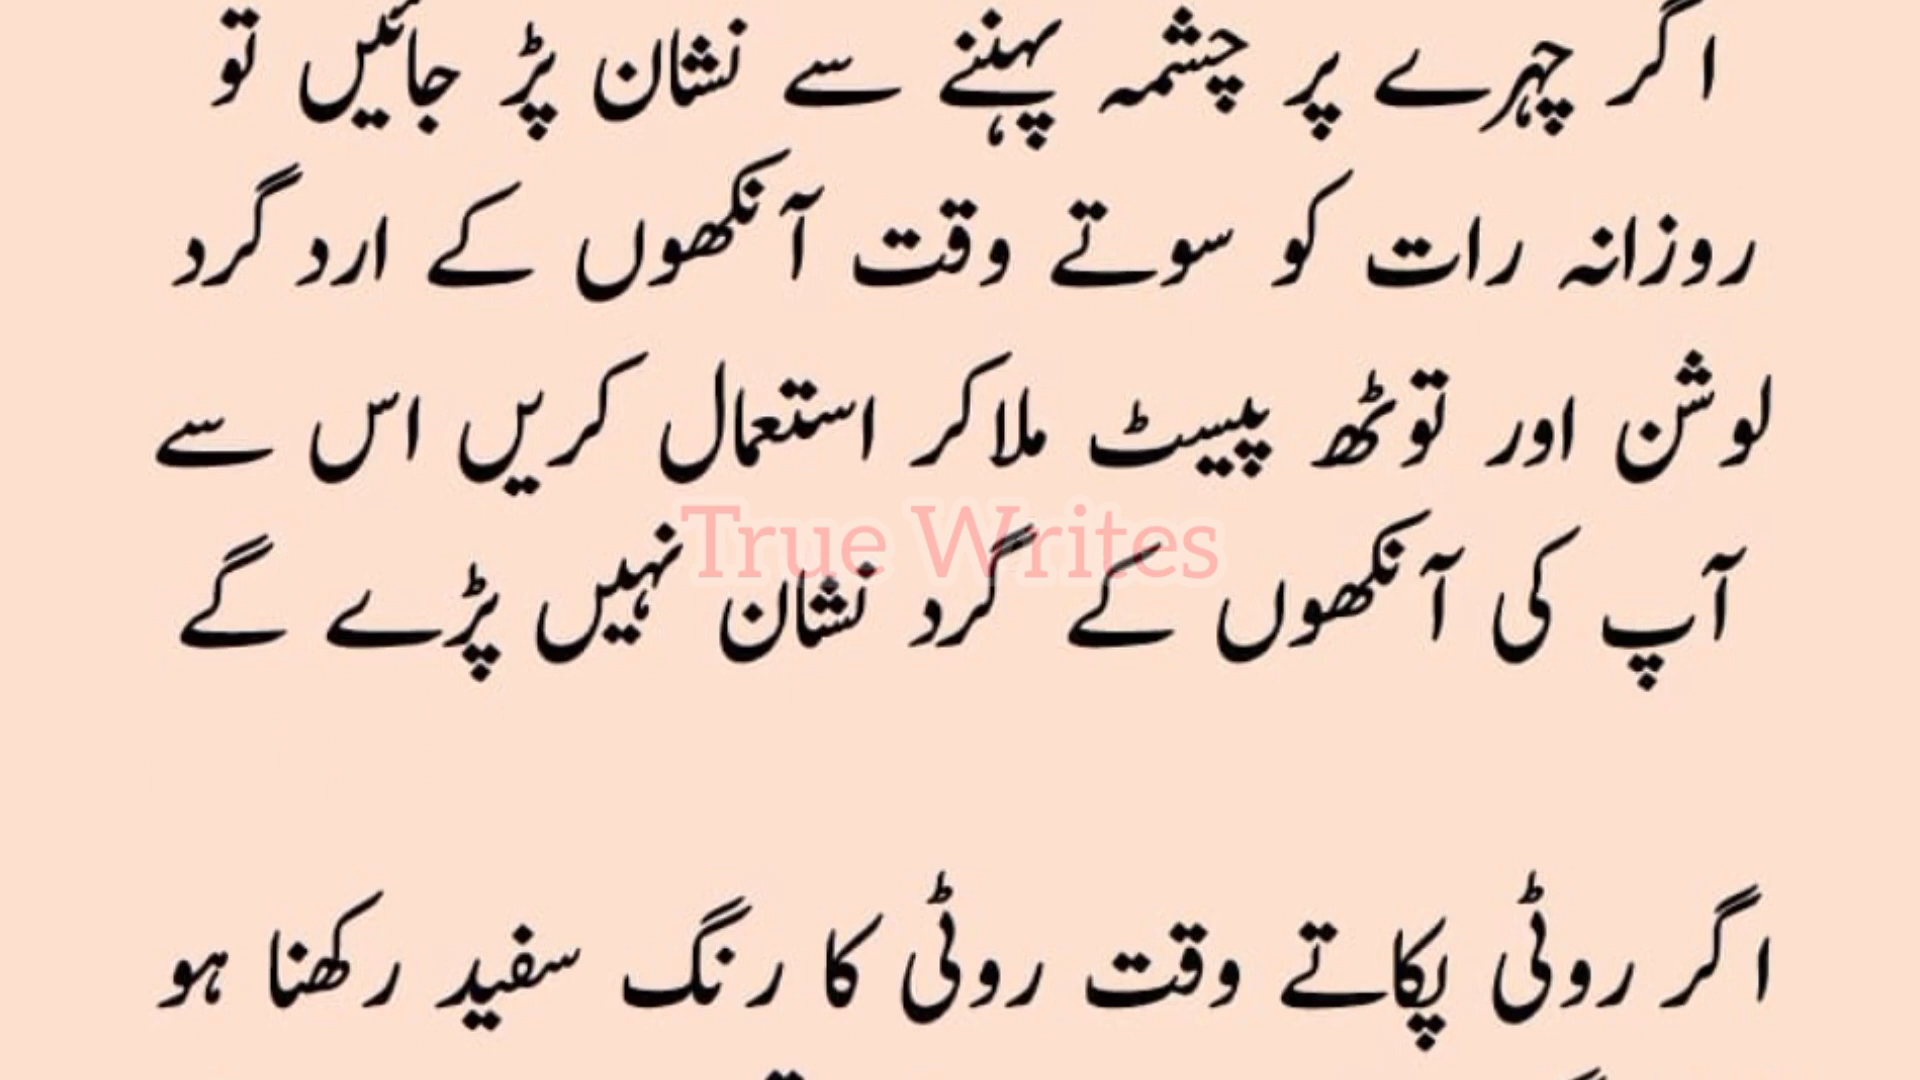 اگر چہرے پر چشمہ پہننے سے نشان پڑ جائیں تو
روزانہ رات کو سوتے وقت آنکھوں کے ارد گرد
لوشن اور توٹھ پیسٹ ملاکر استعمال کریں اس سے
True Writes
آپ کی آنکھوں کے گرد نشان نہیں پڑے گے
اگر روٹی پکاتے وقت روٹی کا رنگ سفید رکھنا ہو